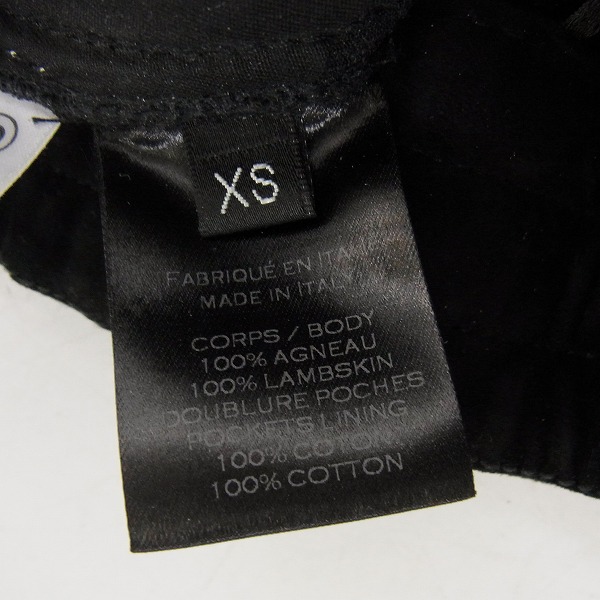 XS
FABRIQUÉ EN ITALIE
MADE IN ITALY
CORPS / BODY
100% AGNEAU
100% LAMBSKIN
DOUBLURE POCHES
POCKETS LINING
100% COTON
100% COTTON